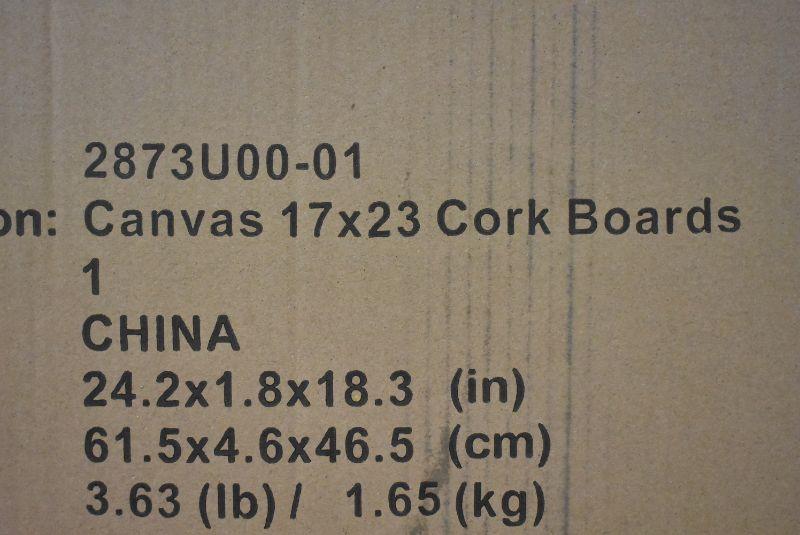 2873U00-01
on: Canvas 17x23 Cork Boards
1
CHINA
24.2x1.8x18.3 (in)
61.5x4.6x46.5 (cm)
3.63 (lb) / 1.65 (kg)